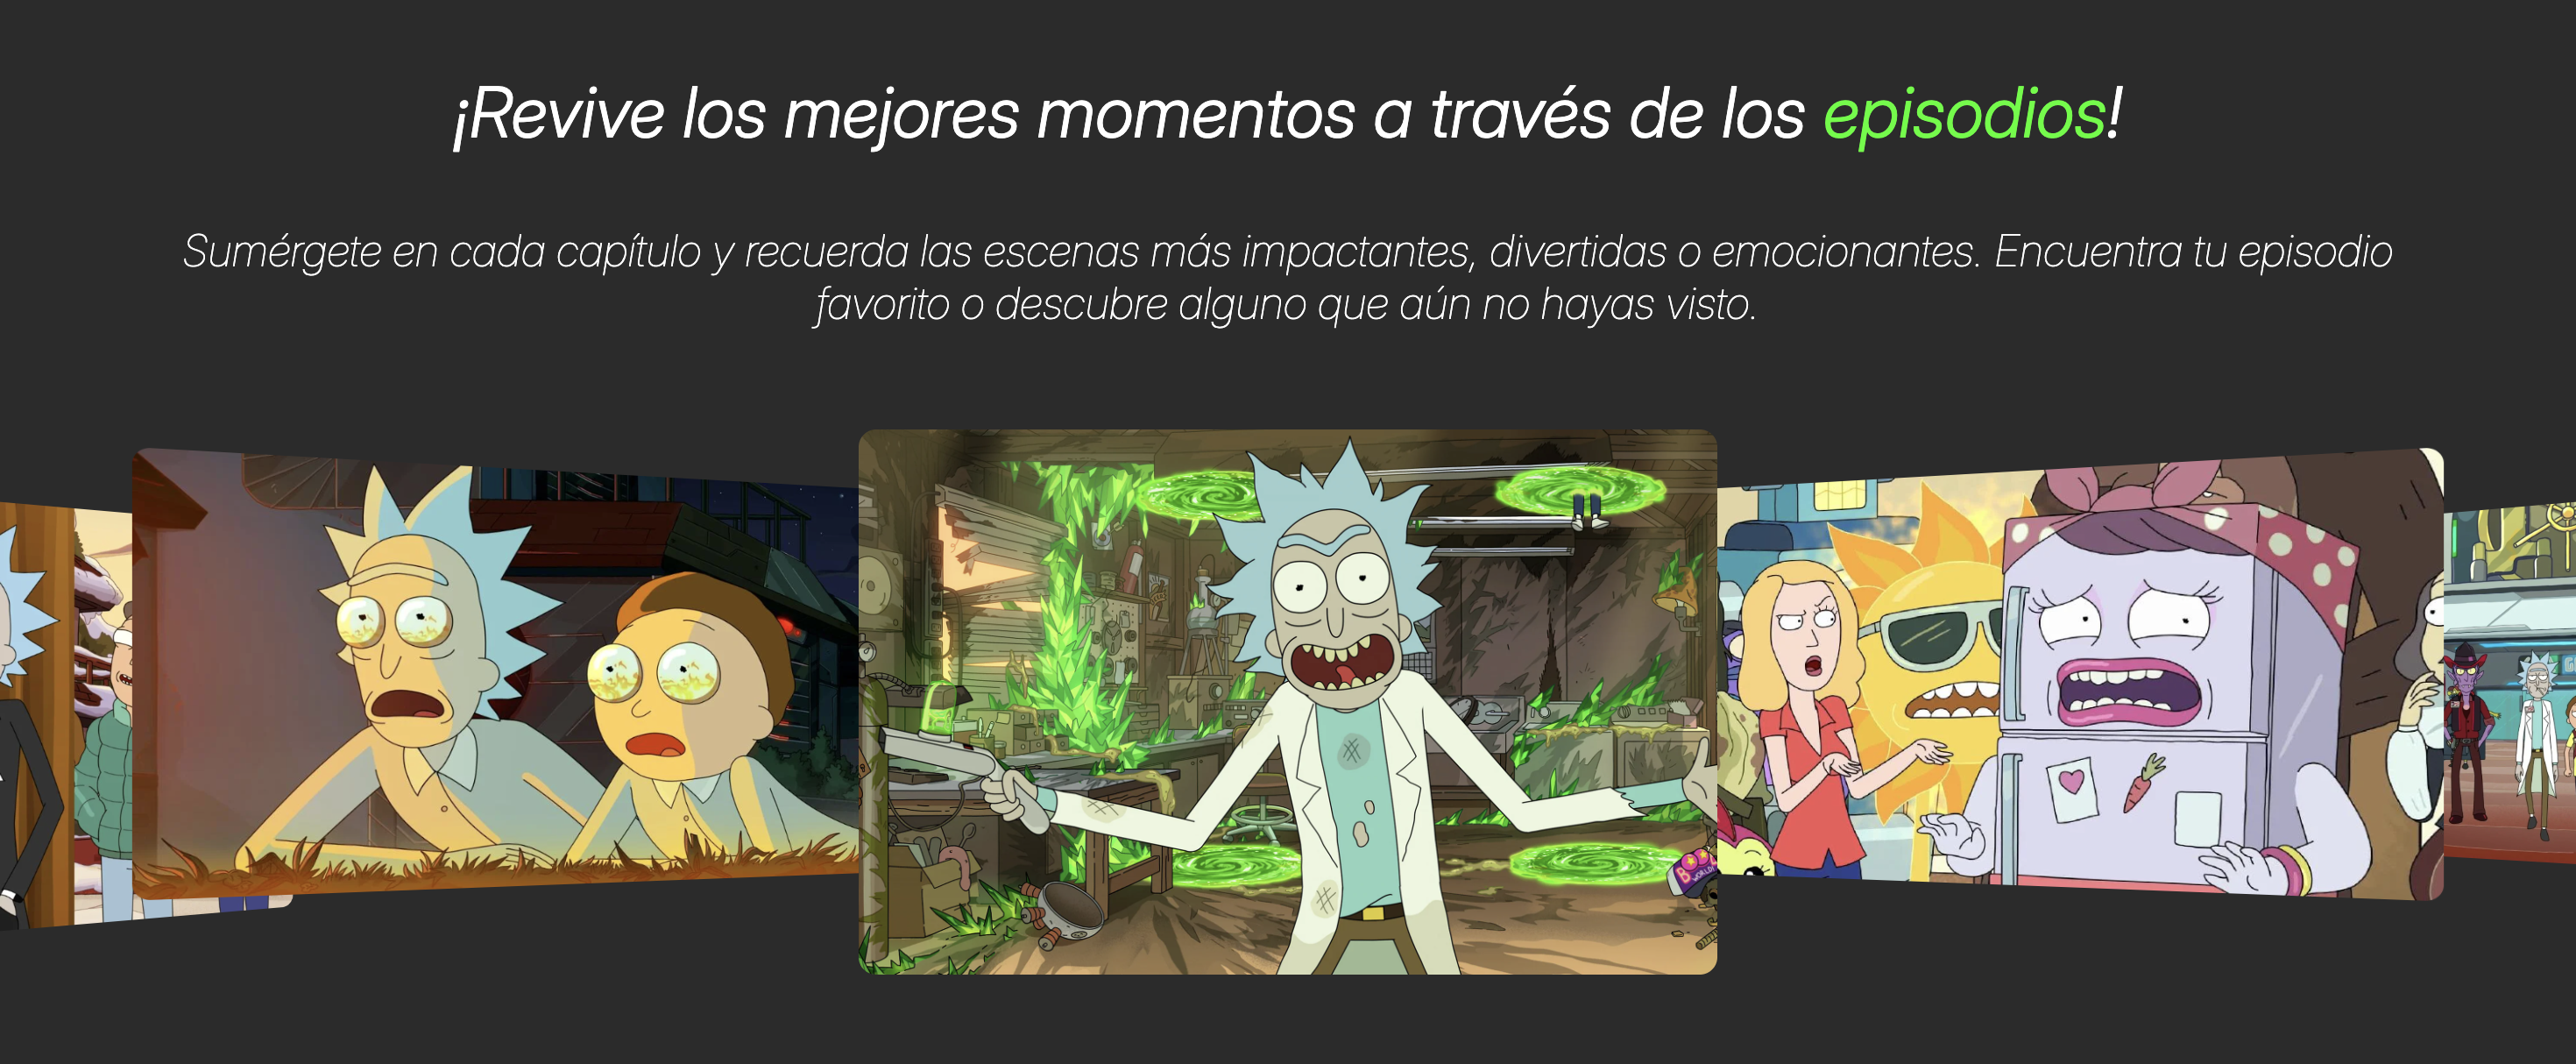 ¡Revive los mejores momentos a través de los episodios!
Sumérgete en cada capítulo y recuerda las escenas más impactantes, divertidas o emocionantes. Encuentra tu episodio
favorito o descubre alguno que aún no hayas visto.